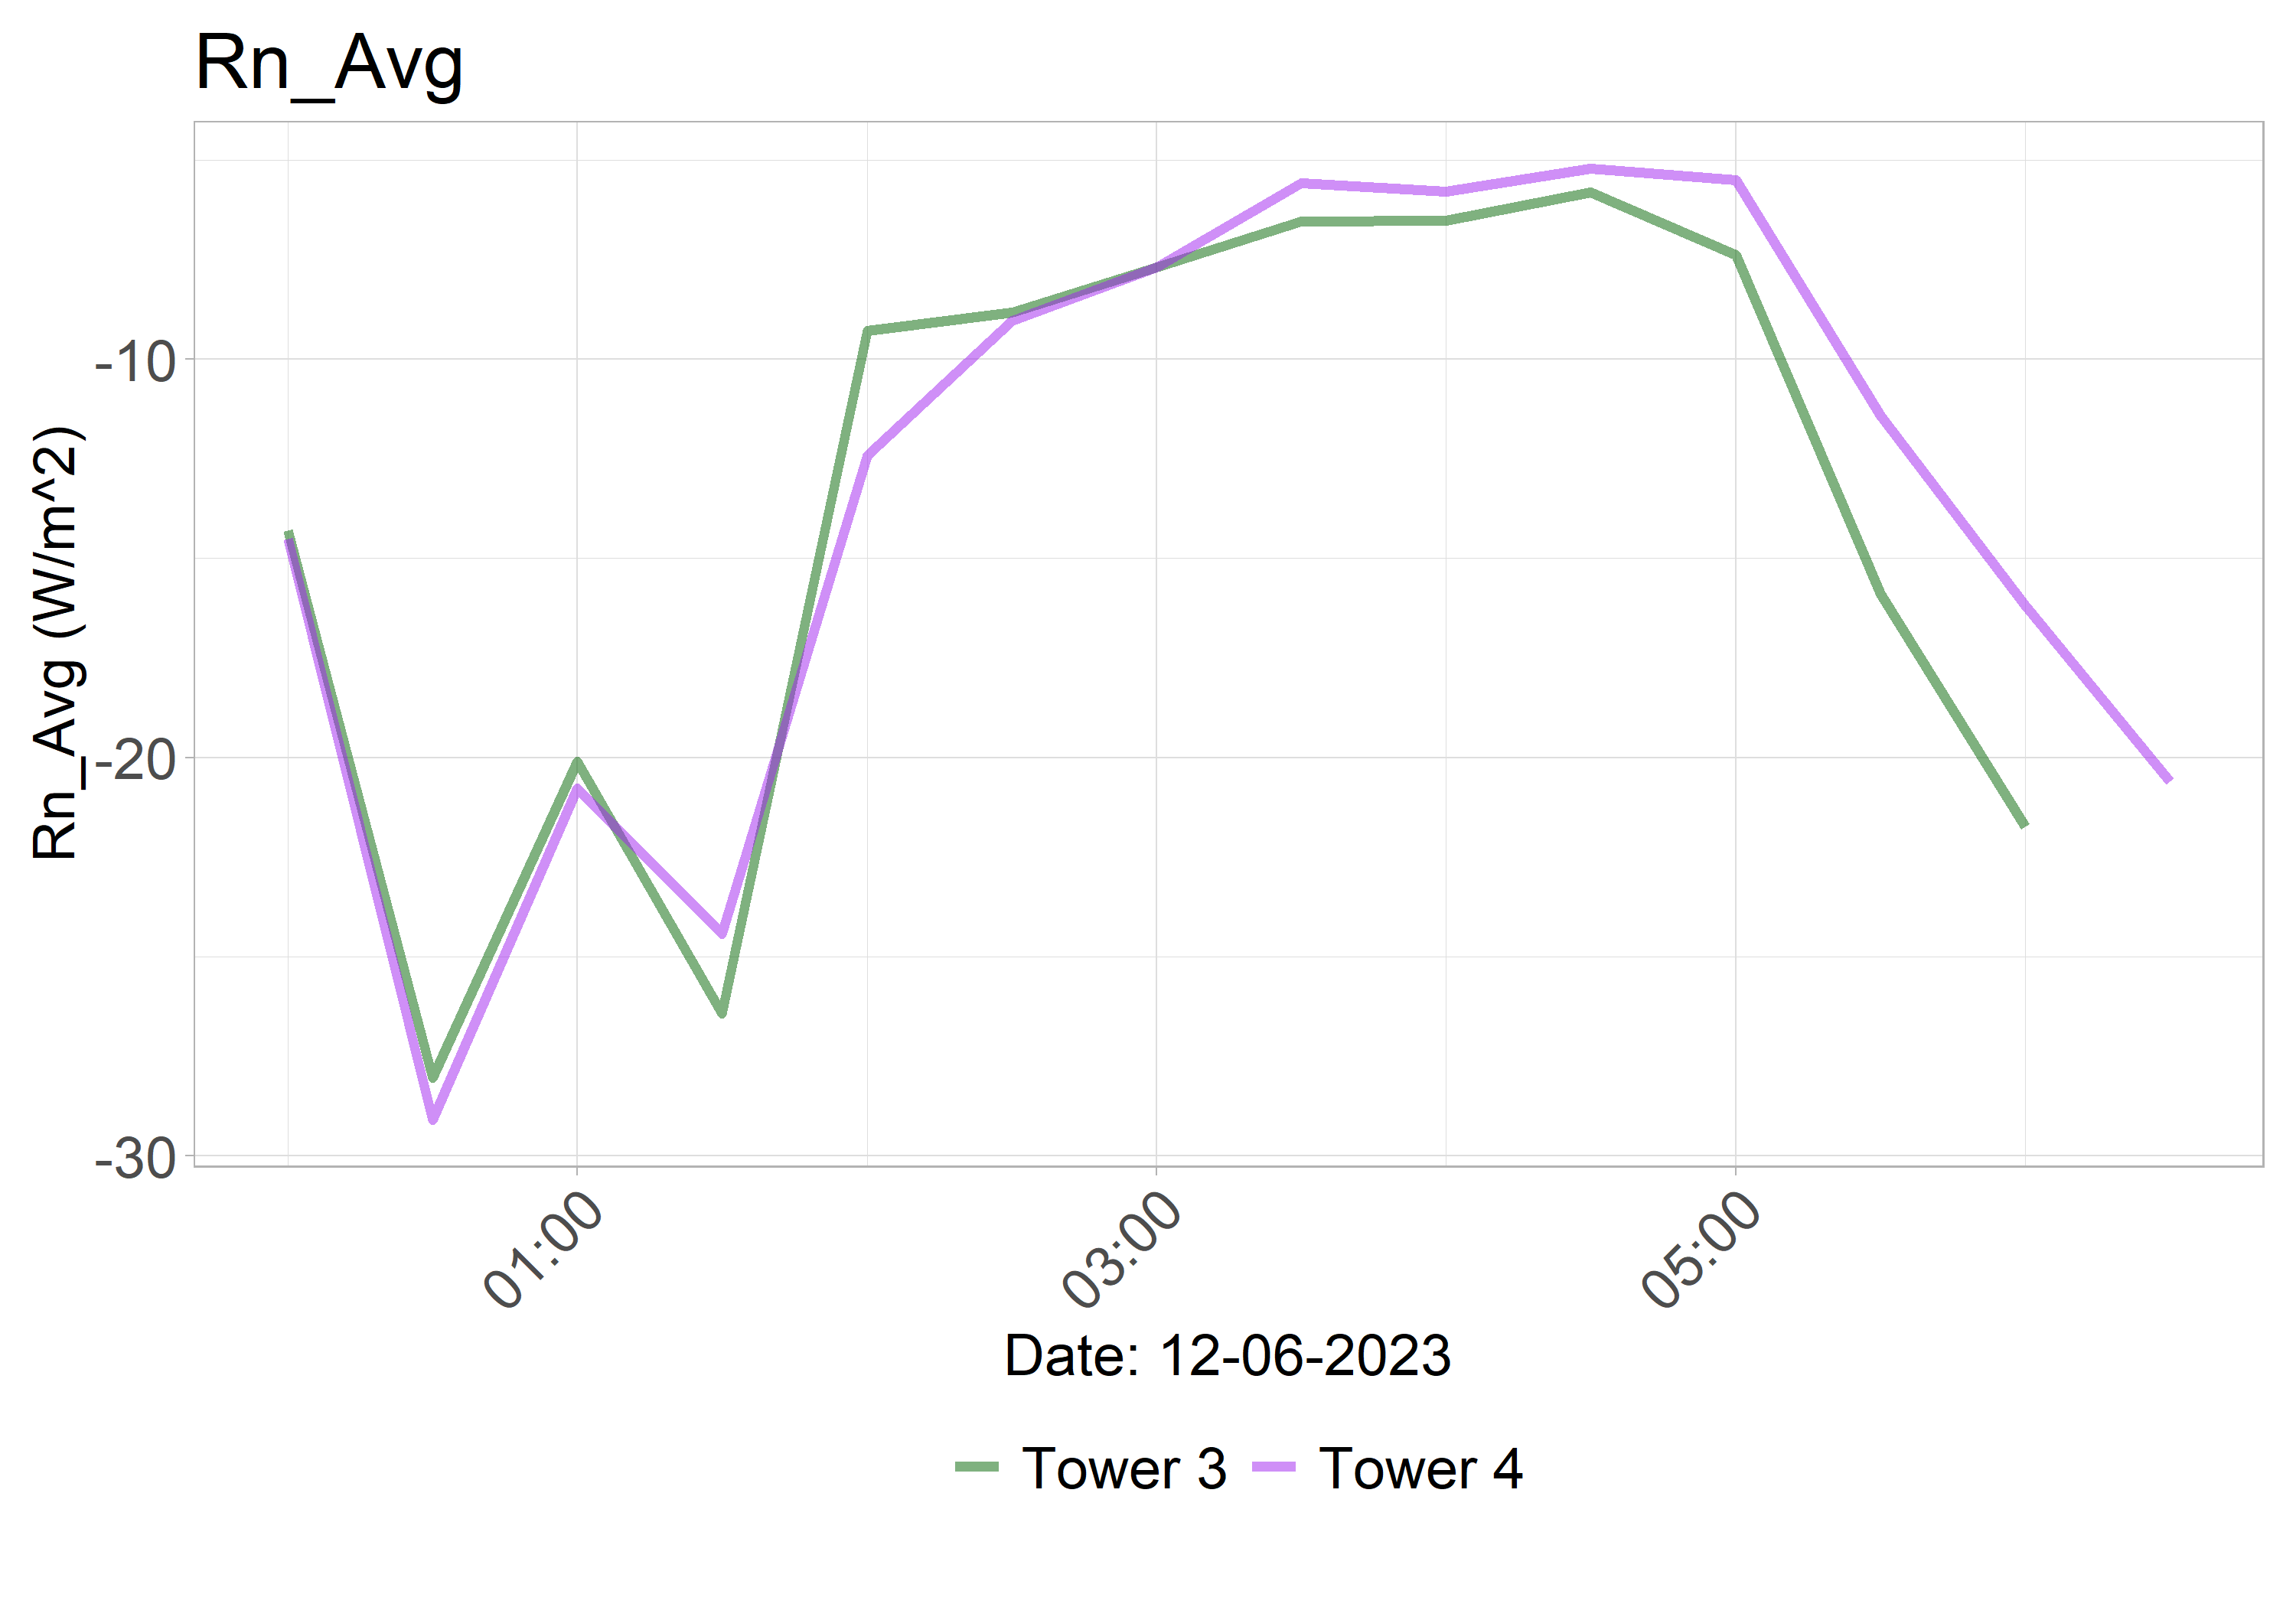 Rn_Avg
Rn_Avg (W/m^2)
-10
-20
-30
01:00
03:00
05:00
Date: 12-06-2023
Tower 3
Tower 4